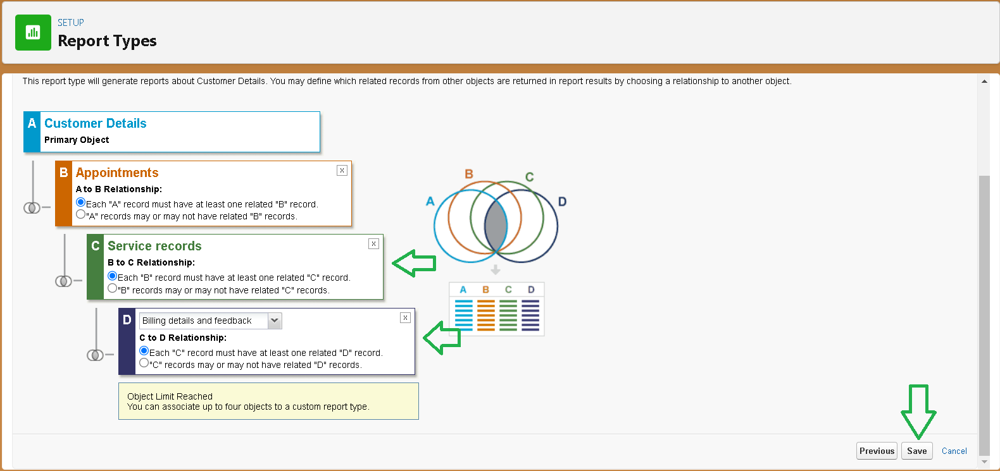 SETUP
Report Types
This report type will generate reports about Customer Details. You may define which related records from other objects are returned in report results by choosing a relationship to another object.
A Customer Details
Primary Object
B Appointments x
A to B Relationship:
Each "A" record must have at least one related "B" record.
"A" records may or may not have related "B" records.
C Service records x
B to C Relationship:
Each "B" record must have at least one related "C" record.
"B" records may or may not have related "C" records.
D Billing details and feedback x
C to D Relationship:
Each "C" record must have at least one related "D" record.
"C" records may or may not have related "D" records.
Object Limit Reached
You can associate up to four objects to a custom report type.
B C
A D
A B C D
Previous Save Cancel